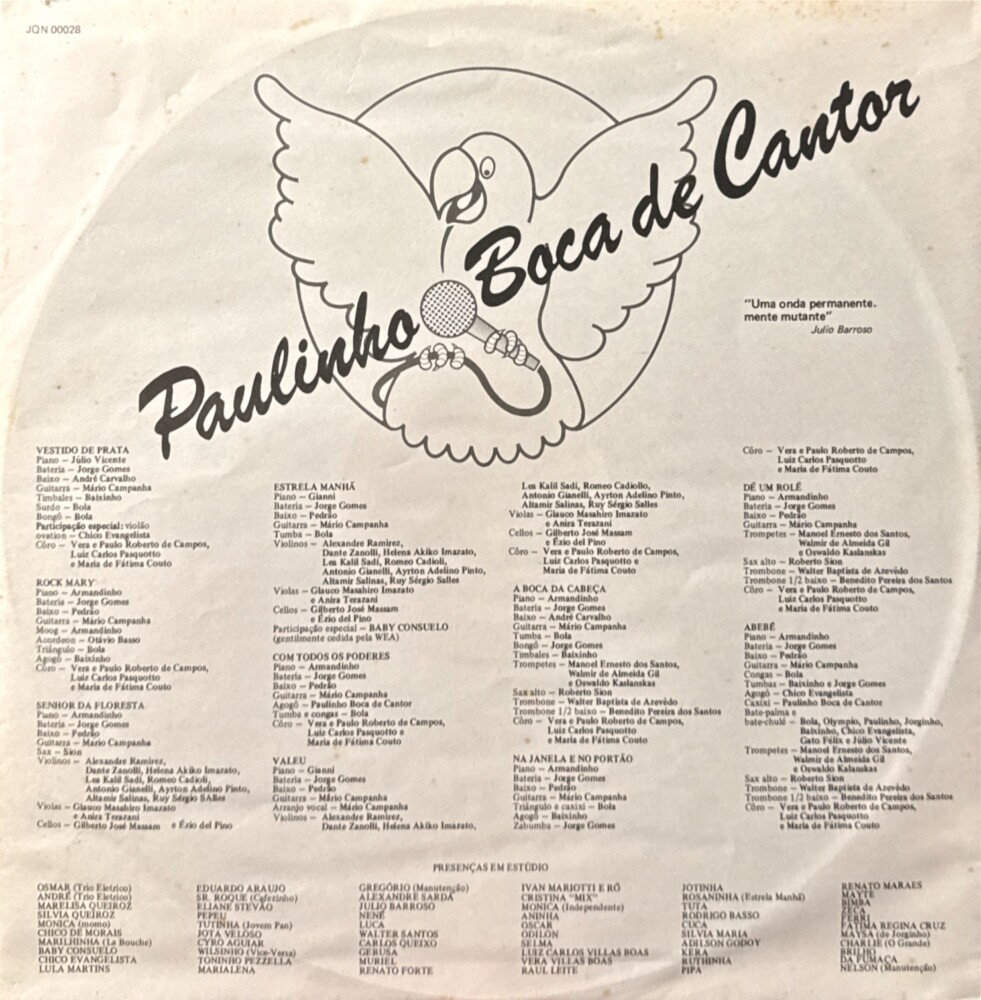 JQN 00028
Paulinho Boca de Cantor
"Uma onda permanente.
mente mutante"
Julio Barroso
VESTIDO DE PRATA
Piano — Júlio Vicente
Bateria — Jorge Gomes
Baixo — André Carvalho
Guitarra — Mário Campanha
Timbales — Baixinho
Surdo — Bola
Bongô — Bola
Participação especial: violão
ovation — Chico Evangelista
Côro — Vera e Paulo Roberto de Campos,
Luiz Carlos Pasquotto
e Maria de Fátima Couto
ROCK MARY
Piano — Armandinho
Bateria — Jorge Gomes
Baixo — Pedrão
Guitarra — Mário Campanha
Moog — Armandinho
Acordeon — Otávio Basso
Triângulo — Bola
Agogô — Baixinho
Côro — Vera e Paulo Roberto de Campos,
Luiz Carlos Pasquotto
e Maria de Fátima Couto
SENHOR DA FLORESTA
Piano — Armandinho
Bateria — Jorge Gomes
Baixo — Pedrão
Guitarra — Mário Campanha
Sax — Sion
Violinos — Alexandre Ramirez,
Dante Zanolli, Helena Akiko Imazato,
Lea Kalil Sadi, Romeo Cadioli,
Antonio Gianelli, Ayrton Adelino Pinto,
Altamir Salinas, Ruy Sérgio SAlles
Violas — Glauco Masahiro Imazato
e Anira Terazani
Cellos — Gilberto José Massam e Ézio del Pino
ESTRELA MANHÃ
Piano — Gianni
Bateria — Jorge Gomes
Baixo — Pedrão
Guitarra — Mário Campanha
Tumba — Bola
Violinos — Alexandre Ramirez,
Dante Zanolli, Helena Akiko Imazato,
Lea Kalil Sadi, Romeo Cadioli,
Antonio Gianelli, Ayrton Adelino Pinto,
Altamir Salinas, Ruy Sérgio Salles
Violas — Glauco Masahiro Imazato
e Anira Terazani
Cellos — Gilberto José Massam
e Ézio del Pino
Participação especial — BABY CONSUELO
(gentilmente cedida pela WEA)
COM TODOS OS PODERES
Piano — Armandinho
Bateria — Jorge Gomes
Baixo — Pedrão
Guitarra — Mário Campanha
Agogô — Paulinho Boca de Cantor
Tumba e congas — Bola
Côro — Vera e Paulo Roberto de Campos,
Luiz Carlos Pasquotto e
Maria de Fátima Couto
VALEU
Piano — Gianni
Bateria — Jorge Gomes
Baixo — Pedrão
Guitarra — Mário Campanha
Arranjo vocal — Mário Campanha
Violinos — Alexandre Ramirez,
Dante Zanolli, Helena Akiko Imazato,
Lea Kalil Sadi, Romeo Cadiollo,
Antonio Gianelli, Ayrton Adelino Pinto,
Altamir Salinas, Ruy Sérgio Salles
Violas — Glauco Masahiro Imazato
e Anira Terazani
Cellos — Gilberto José Massam
e Ézio del Pino
Côro — Vera e Paulo Roberto de Campos,
Luiz Carlos Pasquotto e
Maria de Fátima Couto
A BOCA DA CABEÇA
Piano — Armandinho
Bateria — Jorge Gomes
Baixo — André Carvalho
Guitarra — Mário Campanha
Tumba — Bola
Bongô — Jorge Gomes
Timbales — Baixinho
Trompetes — Manoel Ernesto dos Santos,
Walmir de Almeida Gil
e Oswaldo Kaslanskas
Sax alto — Roberto Sion
Trombone — Walter Baptista de Azevêdo
Trombone 1/2 baixo — Benedito Pereira dos Santos
Côro — Vera e Paulo Roberto de Campos,
Luiz Carlos Pasquotto
e Maria de Fátima Couto
NA JANELA E NO PORTÃO
Piano — Armandinho
Bateria — Jorge Gomes
Baixo — Pedrão
Guitarra — Mário Campanha
Triângulo e caxixi — Bola
Agogô — Baixinho
Zabumba — Jorge Gomes
Côro — Vera e Paulo Roberto de Campos,
Luiz Carlos Pasquotto
e Maria de Fátima Couto
DÊ UM ROLÊ
Piano — Armandinho
Bateria — Jorge Gomes
Baixo — Pedrão
Guitarra — Mário Campanha
Trompetes — Manoel Ernesto dos Santos,
Walmir de Almeida Gil
e Oswaldo Kaslanskas
Sax alto — Roberto Sion
Trombone — Walter Baptista de Azevêdo
Trombone 1/2 baixo — Benedito Pereira dos Santos
Côro — Vera e Paulo Roberto de Campos,
Luiz Carlos Pasquotto
e Maria de Fátima Couto
ABEBÊ
Piano — Armandinho
Bateria — Jorge Gomes
Baixo — Pedrão
Guitarra — Mário Campanha
Congas — Bola
Tumbas — Baixinho e Jorge Gomes
Agogô — Chico Evangelista
Caxixi — Paulinho Boca de Cantor
Bate-palma e
bate-chulé — Bola, Olympio, Paulinho, Jorginho,
Baixinho, Chico Evangelista,
Gato Félix e Júlio Vicente
Trompetes — Manoel Ernesto dos Santos,
Walmir de Almeida Gil
e Oswaldo Kalanskas
Sax alto — Roberto Sion
Trombone — Walter Baptista de Azevêdo
Trombone 1/2 baixo — Benedito Pereira dos Santos
Côro — Vera e Paulo Roberto de Campos,
Luiz Carlos Pasquotto
e Maria de Fátima Couto
PRESENÇAS EM ESTÚDIO
OSMAR (Trio Eletrico)
ANDRÉ (Trio Eletrico)
MARELISA QUEIROZ
SILVIA QUEIROZ
MONICA (momo)
CHICO DE MORAIS
MARILHINHA (La Bouche)
BABY CONSUELO
CHICO EVANGELISTA
LULA MARTINS
EDUARDO ARAUJO
SR. ROQUE (Cafezinho)
ELIANE STEVÃO
PEPEU
TUTINHA (Jovem Pan)
JOTA VELOSO
CYRO AGUIAR
WILSINHO (Vice-Versa)
TONINHO PEZZELLA
MARIALENA
GREGÓRIO (Manutenção)
ALEXANDRE SARDA
JULIO BARROSO
NENÊ
LUCA
WALTER SANTOS
CARLOS QUEIXO
GERUSA
MURIEL
RENATO FORTE
IVAN MARIOTTI E RÔ
CRISTINA "MIX"
MONICA (Independente)
ANINHA
OSCAR
ODILON
SELMA
LUIZ CARLOS VILLAS BOAS
VERA VILLAS BOAS
RAUL LEITE
JOTINHA
ROSANINHA (Estrela Manhã)
TUTA
RODRIGO BASSO
CUCA
SILVIA MARIA
ADILSON GODOY
KERA
RUTHINHA
PIPA
RENATO MARAES
MAYTE
BIMBA
ZECA
FERRI
FATIMA REGINA CRUZ
MAYSA (do Jorginho)
CHARLIE (O Grande)
BRILHO
DA FUMAÇA
NELSON (Manutenção)